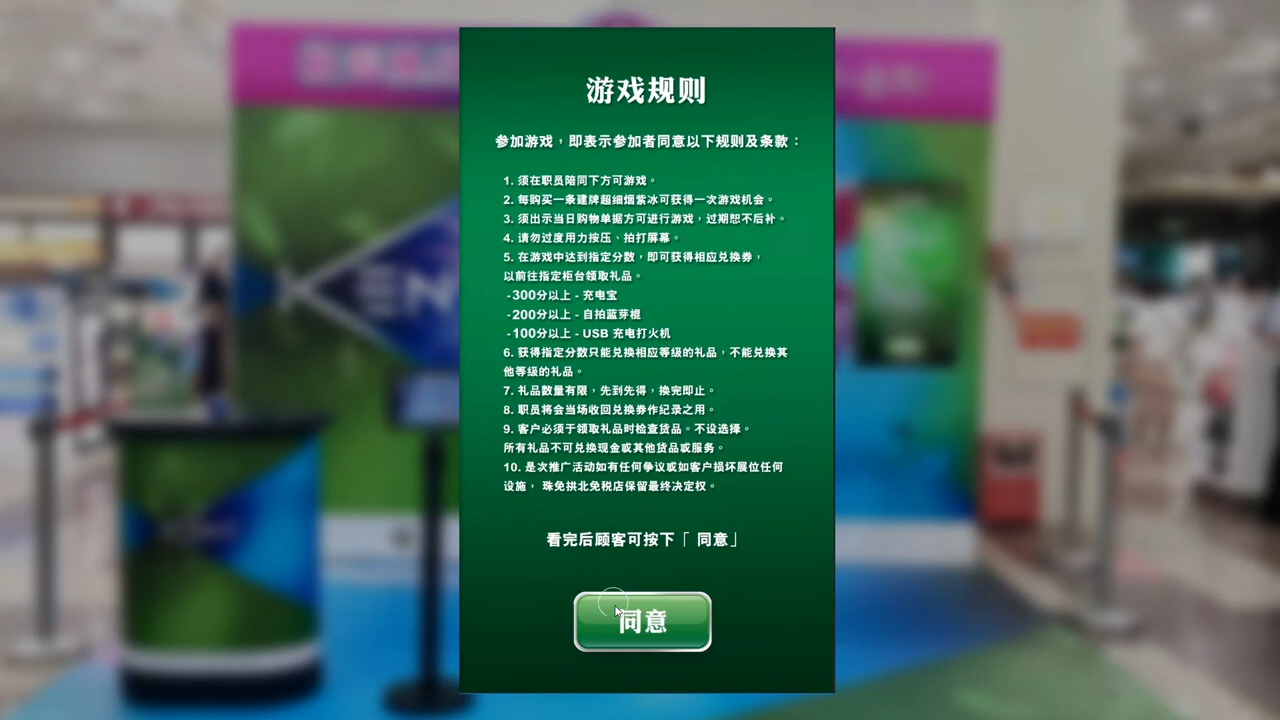 游戏规则
参加游戏，即表示参加者同意以下规则及条款：
1. 须在职员陪同下方可游戏。
2. 每购买一条建牌超细烟紫冰可获得一次游戏机会。
3. 须出示当日购物单据方可进行游戏，过期恕不后补。
4. 请勿过度用力按压、拍打屏幕。
5. 在游戏中达到指定分数，即可获得相应兑换券，
以前往指定柜台领取礼品。
-300分以上 - 充电宝
-200分以上 - 自拍蓝芽棍
-100分以上 - USB 充电打火机
6. 获得指定分数只能兑换相应等级的礼品，不能兑换其
他等级的礼品。
7. 礼品数量有限，先到先得，换完即止。
8. 职员将会当场收回兑换券作纪录之用。
9. 客户必须于领取礼品时检查货品。不设选择。
所有礼品不可兑换现金或其他货品或服务。
10. 是次推广活动如有任何争议或如客户损坏展位任何
设施， 珠免拱北免税店保留最终决定权。
看完后顾客可按下「 同意」
同意